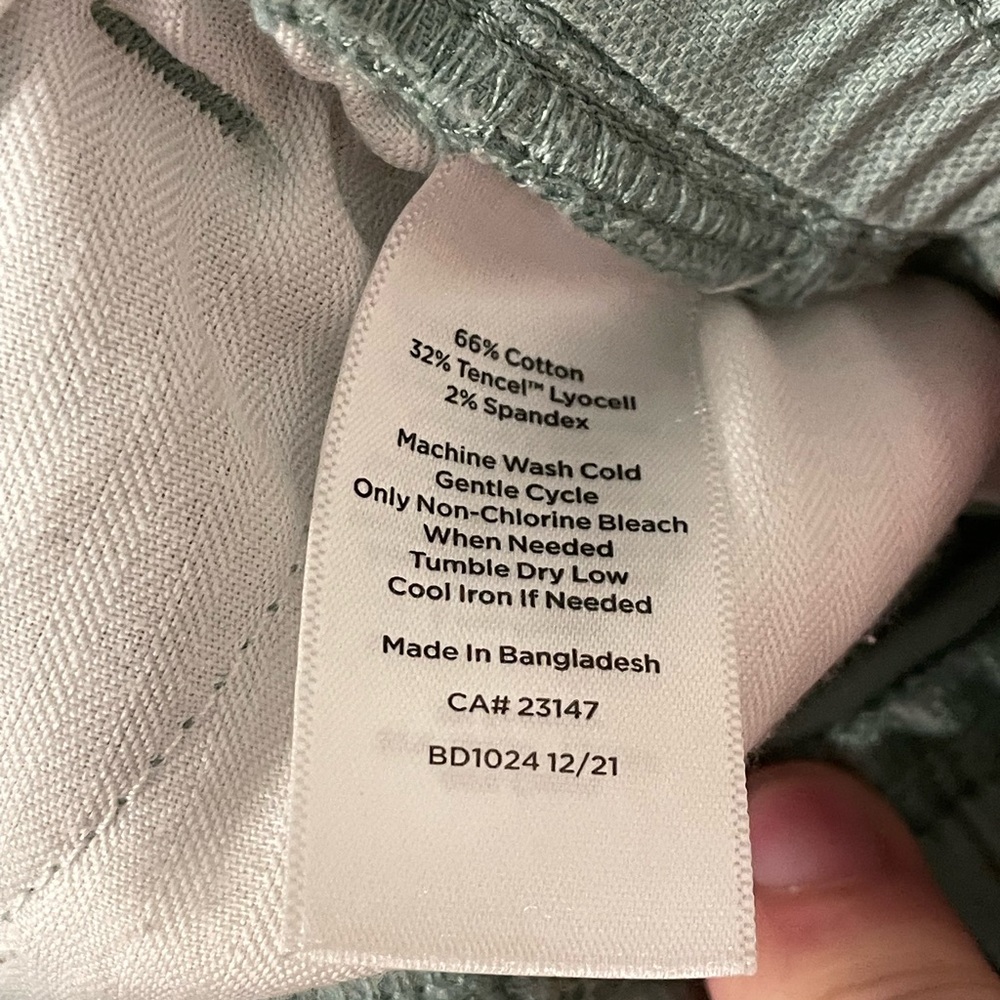 66% Cotton
32% Tencel™ Lyocell
2% Spandex
Machine Wash Cold
Gentle Cycle
Only Non-Chlorine Bleach
When Needed
Tumble Dry Low
Cool Iron If Needed
Made In Bangladesh
CA# 23147
BD1024 12/21